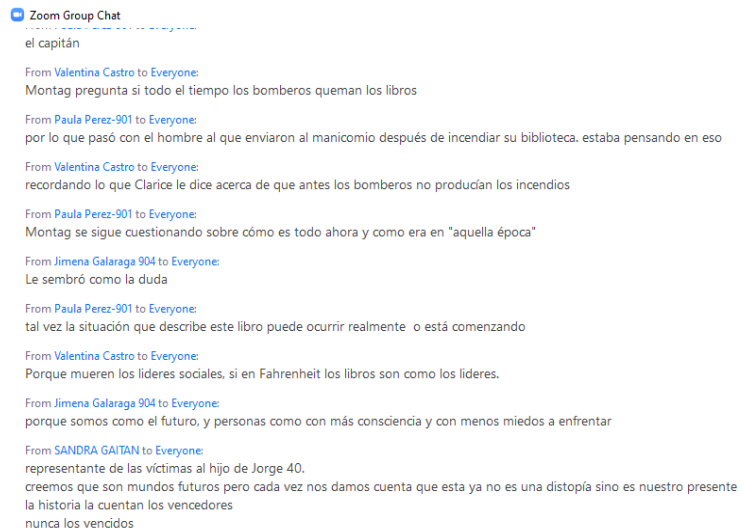 Zoom Group Chat
From Paula Perez-901 to Everyone:
el capitán
From Valentina Castro to Everyone:
Montag pregunta si todo el tiempo los bomberos queman los libros
From Paula Perez-901 to Everyone:
por lo que pasó con el hombre al que enviaron al manicomio después de incendiar su biblioteca. estaba pensando en eso
From Valentina Castro to Everyone:
recordando lo que Clarice le dice acerca de que antes los bomberos no producían los incendios
From Paula Perez-901 to Everyone:
Montag se sigue cuestionando sobre cómo es todo ahora y como era en "aquella época"
From Jimena Galaraga 904 to Everyone:
Le sembró como la duda
From Paula Perez-901 to Everyone:
tal vez la situación que describe este libro puede ocurrir realmente o está comenzando
From Valentina Castro to Everyone:
Porque mueren los lideres sociales, si en Fahrenheit los libros son como los lideres.
From Jimena Galaraga 904 to Everyone:
porque somos como el futuro, y personas como con más consciencia y con menos miedos a enfrentar
From SANDRA GAITAN to Everyone:
representante de las víctimas al hijo de Jorge 40.
creemos que son mundos futuros pero cada vez nos damos cuenta que esta ya no es una distopía sino es nuestro presente
la historia la cuentan los vencedores
nunca los vencidos